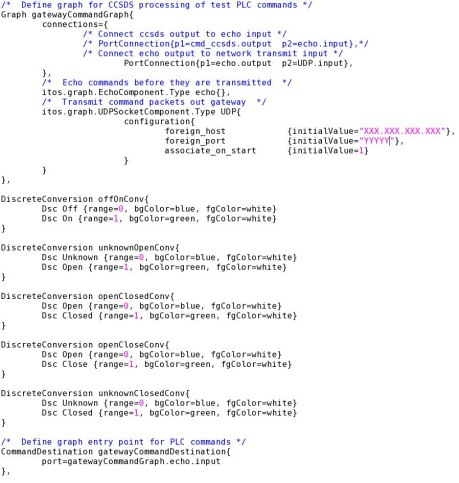 /*  Define graph for CCSDS processing of test PLC commands */
Graph gatewayCommandGraph{
connections={
/* Connect ccsds output to echo input */
/* PortConnection{p1=cmd_ccsds.output  p2=echo.input},*/
/* Connect echo output to network transmit input */
PortConnection{p1=echo.output  p2=UDP.input},
},
/*  Echo commands before they are transmitted  */
itos.graph.EchoComponent.Type echo{},
/*  Transmit command packets out gateway  */
itos.graph.UDPSocketComponent.Type UDP{
configuration{
foreign_host {initialValue="XXX.XXX.XXX.XXX"},
foreign_port {initialValue="YYYYY"},
associate_on_start {initialValue=1}
}
}
},
DiscreteConversion offOnConv{
Dsc Off {range=0, bgColor=blue, fgColor=white}
Dsc On {range=1, bgColor=green, fgColor=white}
}
DiscreteConversion unknownOpenConv{
Dsc Unknown {range=0, bgColor=blue, fgColor=white}
Dsc Open {range=1, bgColor=green, fgColor=white}
}
DiscreteConversion openClosedConv{
Dsc Open {range=0, bgColor=blue, fgColor=white}
Dsc Closed {range=1, bgColor=green, fgColor=white}
}
DiscreteConversion openCloseConv{
Dsc Open {range=0, bgColor=blue, fgColor=white}
Dsc Close {range=1, bgColor=green, fgColor=white}
}
DiscreteConversion unknownClosedConv{
Dsc Unknown {range=0, bgColor=blue, fgColor=white}
Dsc Closed {range=1, bgColor=green, fgColor=white}
}
/*  Define graph entry point for PLC commands */
CommandDestination gatewayCommandDestination{
port=gatewayCommandGraph.echo.input
},